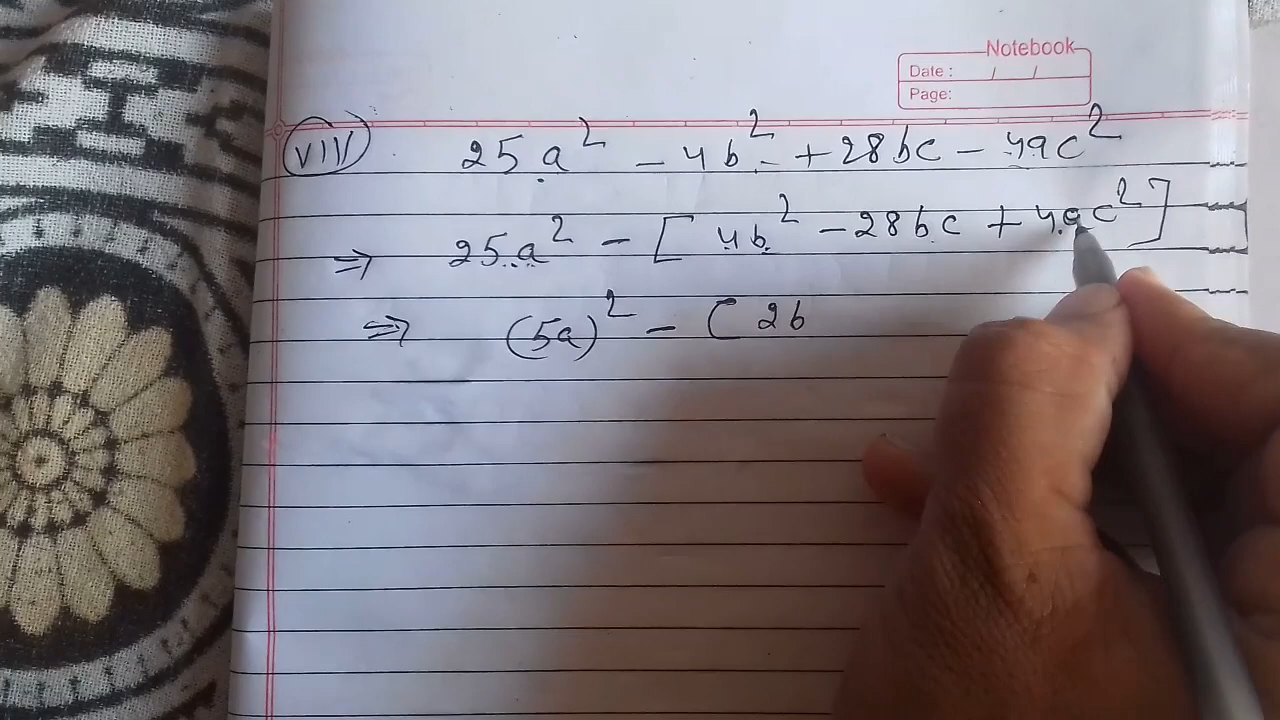 Notebook
Date : / /
Page:
VIII 25a² - 4b² + 28bc - 49c²
⇒ 25a² - [4b² - 28bc + 49c²]
⇒ (5a)² - (2b